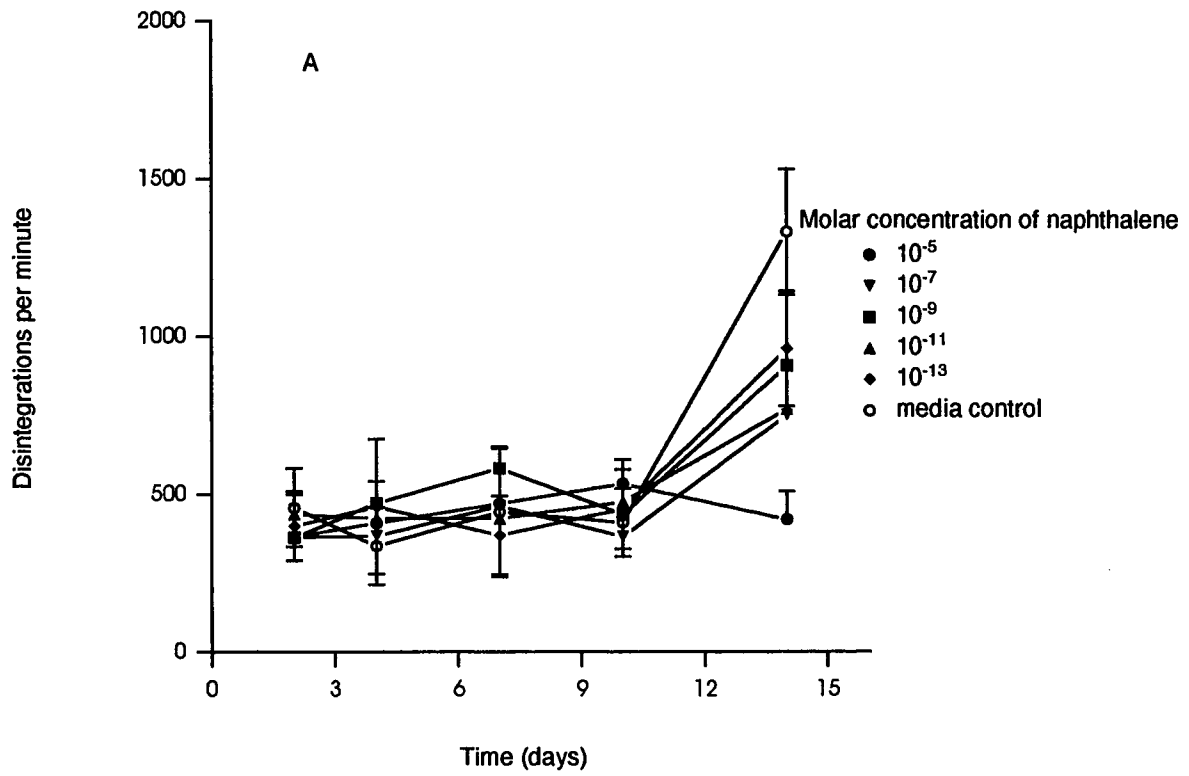 2000
A
1500
1000
500
0
0 3 6 9 12 15
Disintegrations per minute
Time (days)
Molar concentration of naphthalene
10⁻⁵
10⁻⁷
10⁻⁹
10⁻¹¹
10⁻¹³
media control